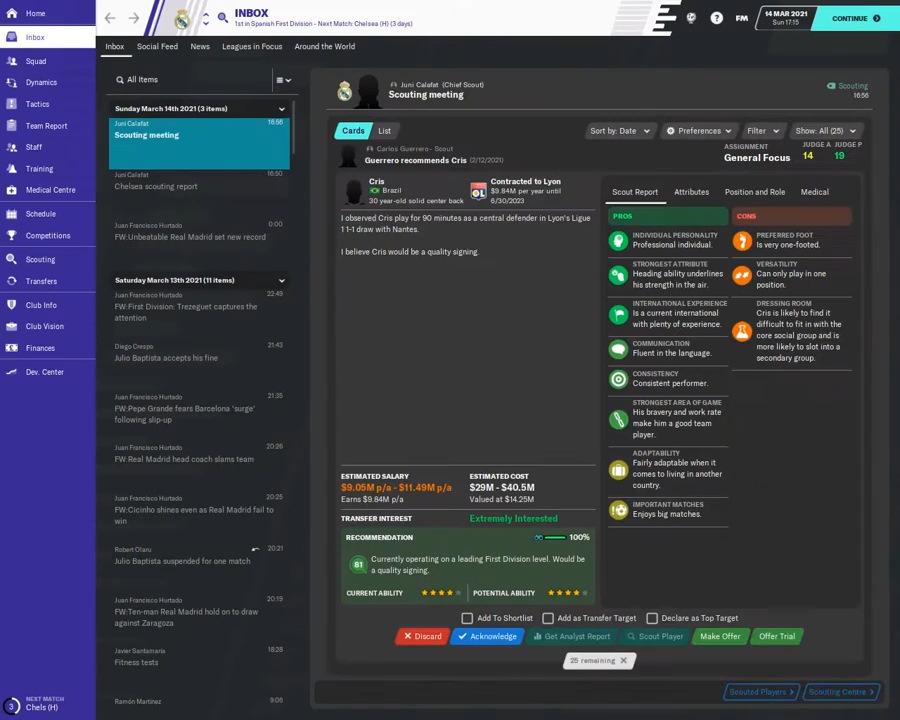 INBOX
1st in Spanish First Division - Next Match: Chelsea (H) (3 days)
FM
14 MAR 2021
Sun 17:15
CONTINUE
Home
Inbox
Squad
Dynamics
Tactics
Team Report
Staff
Training
Medical Centre
Schedule
Competitions
Scouting
Transfers
Club Info
Club Vision
Finances
Dev. Center
NEXT MATCH
3
Chels (H)
Inbox
Social Feed
News
Leagues in Focus
Around the World
All Items
Sunday March 14th 2021 (3 items)
Juni Calafat
16:56
Scouting meeting
Juni Calafat
16:50
Chelsea scouting report
Juan Francisco Hurtado
0:00
FW:Unbeatable Real Madrid set new record
Saturday March 13th 2021 (11 items)
Juan Francisco Hurtado
22:49
FW:First Division: Trezeguet captures the
attention
Diego Crespo
21:43
Julio Baptista accepts his fine
Juan Francisco Hurtado
21:35
FW:Pepe Grande fears Barcelona 'surge'
following slip-up
Juan Francisco Hurtado
20:26
FW:Real Madrid head coach slams team
Juan Francisco Hurtado
20:25
FW:Cicinho shines even as Real Madrid fail to
win
Robert Olaru
20:21
Julio Baptista suspended for one match
Juan Francisco Hurtado
20:19
FW:Ten-man Real Madrid hold on to draw
against Zaragoza
Javier Santamaria
18:28
Fitness tests
Ramón Martínez
9:06
Juni Calafat (Chief Scout)
Scouting meeting
Scouting
16:56
Cards
List
Sort by: Date
Preferences
Filter
Show: All (25)
Carlos Guerrero - Scout
Guerrero recommends Cris (2/12/2021)
ASSIGNMENT
General Focus
JUDGE A
14
JUDGE P
19
Cris
Brazil
30 year-old solid center back
Contracted to Lyon
$9.84M per year until
6/30/2023
I observed Cris play for 90 minutes as a central defender in Lyon's Ligue
1 1-1 draw with Nantes.
I believe Cris would be a quality signing.
ESTIMATED SALARY
$9.05M p/a - $11.49M p/a
Earns $9.84M p/a
ESTIMATED COST
$29M - $40.5M
Valued at $14.25M
TRANSFER INTEREST
Extremely Interested
RECOMMENDATION
100%
81
Currently operating on a leading First Division level. Would be
a quality signing.
CURRENT ABILITY
POTENTIAL ABILITY
Scout Report
Attributes
Position and Role
Medical
PROS
INDIVIDUAL PERSONALITY
Professional individual.
STRONGEST ATTRIBUTE
Heading ability underlines
his strength in the air.
INTERNATIONAL EXPERIENCE
Is a current international
with plenty of experience.
COMMUNICATION
Fluent in the language.
CONSISTENCY
Consistent performer.
STRONGEST AREA OF GAME
His bravery and work rate
make him a good team
player.
ADAPTABILITY
Fairly adaptable when it
comes to living in another
country.
IMPORTANT MATCHES
Enjoys big matches.
CONS
PREFERRED FOOT
Is very one-footed.
VERSATILITY
Can only play in one
position.
DRESSING ROOM
Cris is likely to find it
difficult to fit in with the
core social group and is
more likely to slot into a
secondary group.
Add To Shortlist
Add as Transfer Target
Declare as Top Target
Discard
Acknowledge
Get Analyst Report
Scout Player
Make Offer
Offer Trial
25 remaining
Scouted Players
Scouting Centre